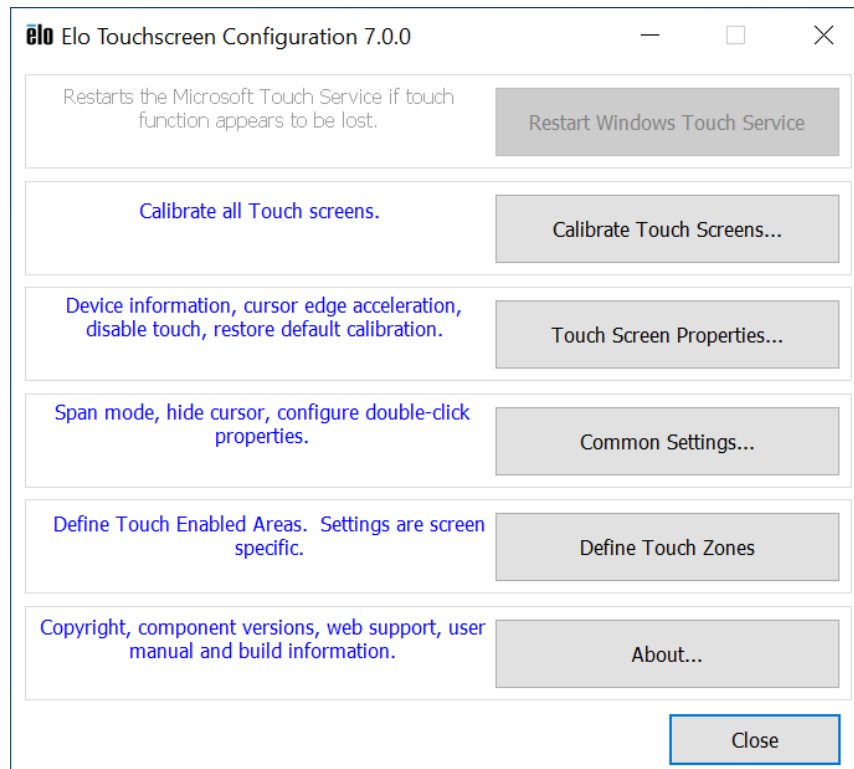 ēlo Elo Touchscreen Configuration 7.0.0
Restarts the Microsoft Touch Service if touch
function appears to be lost.
Restart Windows Touch Service
Calibrate all Touch screens.
Calibrate Touch Screens...
Device information, cursor edge acceleration,
disable touch, restore default calibration.
Touch Screen Properties...
Span mode, hide cursor, configure double-click
properties.
Common Settings...
Define Touch Enabled Areas.  Settings are screen
specific.
Define Touch Zones
Copyright, component versions, web support, user
manual and build information.
About...
Close